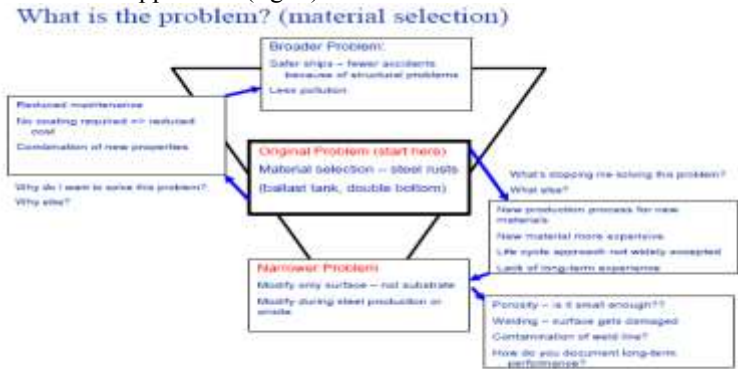 What is the problem? (material selection)
Broader Problem:
Safer ships – fewer accidents
because of structural problems
Less pollution
Reduced maintenance
No coating required => reduced
cost
Combination of new properties
Original Problem (start here)
Material selection – steel rusts
(ballast tank, double bottom)
Why do I want to solve this problem?
Why else?
What's stopping me solving this problem?
What else?
New production process for new
materials
New material more expensive
Life cycle approach not widely accepted
Lack of long-term experience
Narrower Problem
Modify only surface – not substrate
Modify during steel production or
onsite
Porosity – is it small enough??
Welding – surface gets damaged
Contamination of weld line?
How do you document long-term
performance?